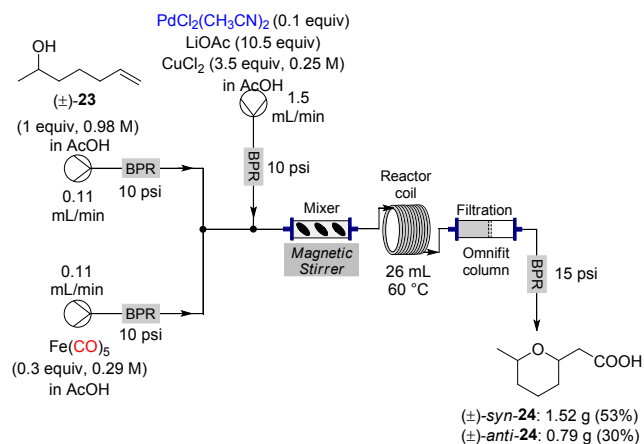 OH
(±)-23
(1 equiv, 0.98 M)
in AcOH
BPR
10 psi
0.11
mL/min
PdCl2(CH3CN)2 (0.1 equiv)
LiOAc (10.5 equiv)
CuCl2 (3.5 equiv, 0.25 M)
in AcOH
1.5
mL/min
BPR
10 psi
0.11
mL/min
BPR
10 psi
Fe(CO)5
(0.3 equiv, 0.29 M)
in AcOH
Mixer
Magnetic
Stirrer
Reactor
coil
26 mL
60 °C
Filtration
Omnifit
column
BPR
15 psi
O
COOH
(±)-syn-24: 1.52 g (53%)
(±)-anti-24: 0.79 g (30%)